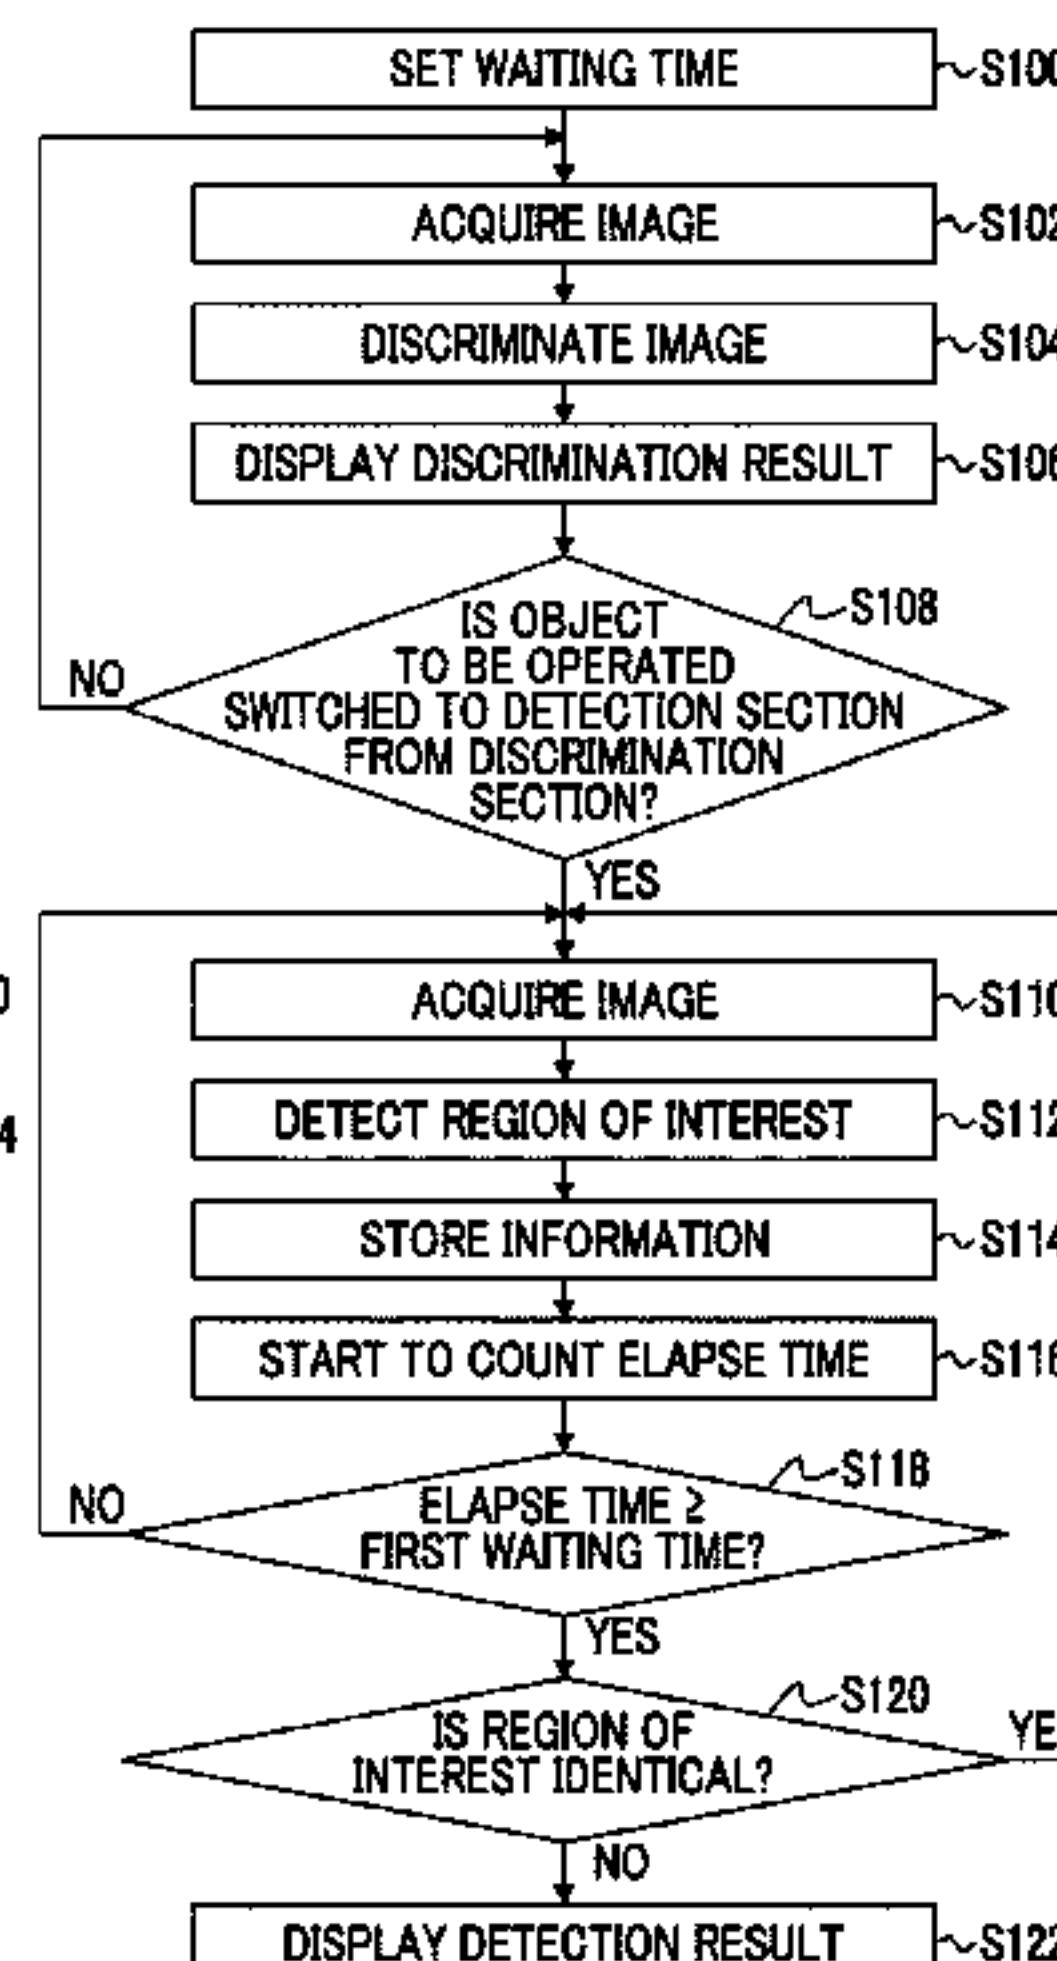 SET WAITING TIME
S100
ACQUIRE IMAGE
S102
DISCRIMINATE IMAGE
S104
DISPLAY DISCRIMINATION RESULT
S106
S108
IS OBJECT
TO BE OPERATED
SWITCHED TO DETECTION SECTION
FROM DISCRIMINATION
SECTION?
NO
YES
ACQUIRE IMAGE
S110
4
DETECT REGION OF INTEREST
S112
STORE INFORMATION
S114
START TO COUNT ELAPSE TIME
S116
S118
ELAPSE TIME ≥
FIRST WAITING TIME?
NO
YES
S120
IS REGION OF
INTEREST IDENTICAL?
YE
NO
DISPLAY DETECTION RESULT
S122